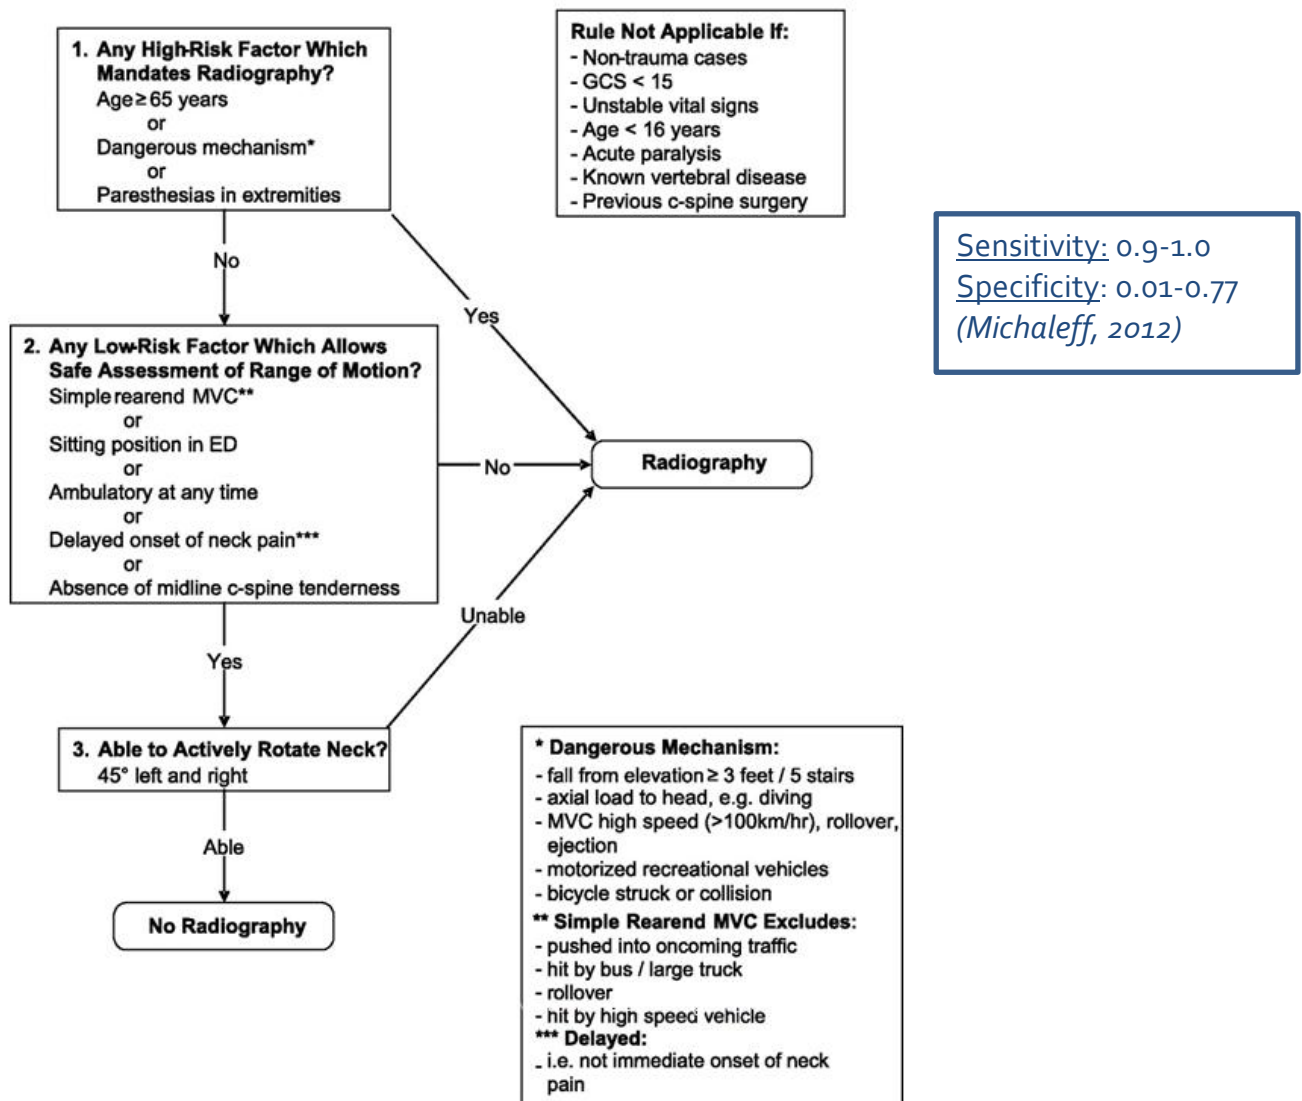 1. Any High-Risk Factor Which
Mandates Radiography?
Age ≥ 65 years
or
Dangerous mechanism*
or
Paresthesias in extremities
Rule Not Applicable If:
- Non-trauma cases
- GCS < 15
- Unstable vital signs
- Age < 16 years
- Acute paralysis
- Known vertebral disease
- Previous c-spine surgery
Sensitivity: 0.9-1.0
Specificity: 0.01-0.77
(Michaleff, 2012)
No
Yes
2. Any Low-Risk Factor Which Allows
Safe Assessment of Range of Motion?
Simple rearend MVC**
or
Sitting position in ED
or
Ambulatory at any time
or
Delayed onset of neck pain***
or
Absence of midline c-spine tenderness
No
Radiography
Unable
Yes
3. Able to Actively Rotate Neck?
45° left and right
Able
No Radiography
* Dangerous Mechanism:
- fall from elevation ≥ 3 feet / 5 stairs
- axial load to head, e.g. diving
- MVC high speed (>100km/hr), rollover,
ejection
- motorized recreational vehicles
- bicycle struck or collision
** Simple Rearend MVC Excludes:
- pushed into oncoming traffic
- hit by bus / large truck
- rollover
- hit by high speed vehicle
*** Delayed:
- i.e. not immediate onset of neck
pain